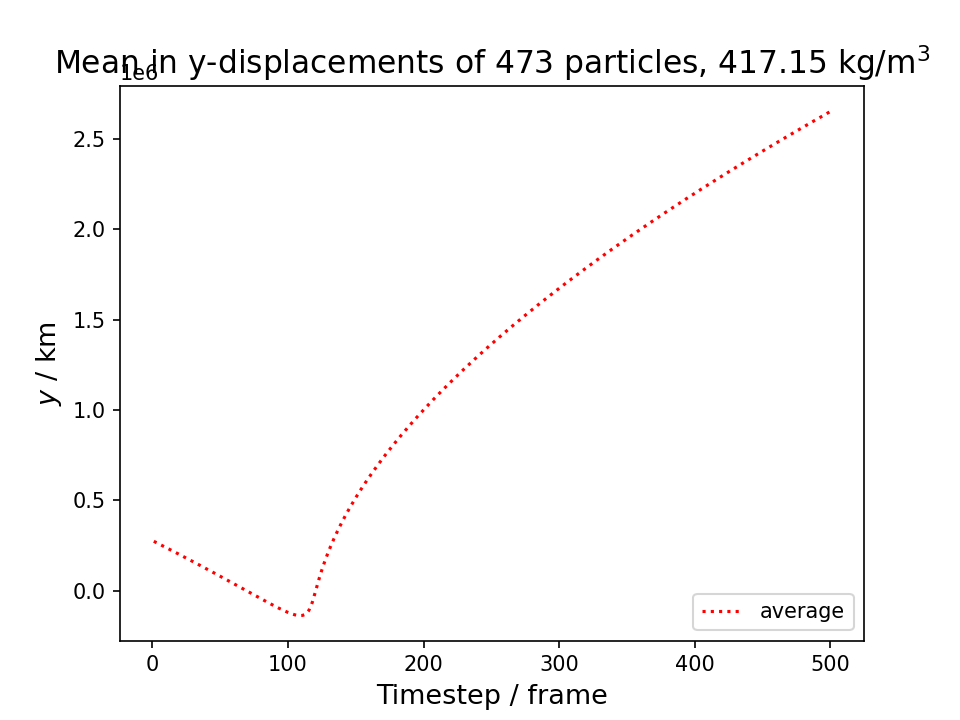 Mean in y-displacements of 473 particles, 417.15 kg/m³
1e6
2.5
2.0
1.5
1.0
0.5
0.0
y / km
average
0 100 200 300 400 500
Timestep / frame